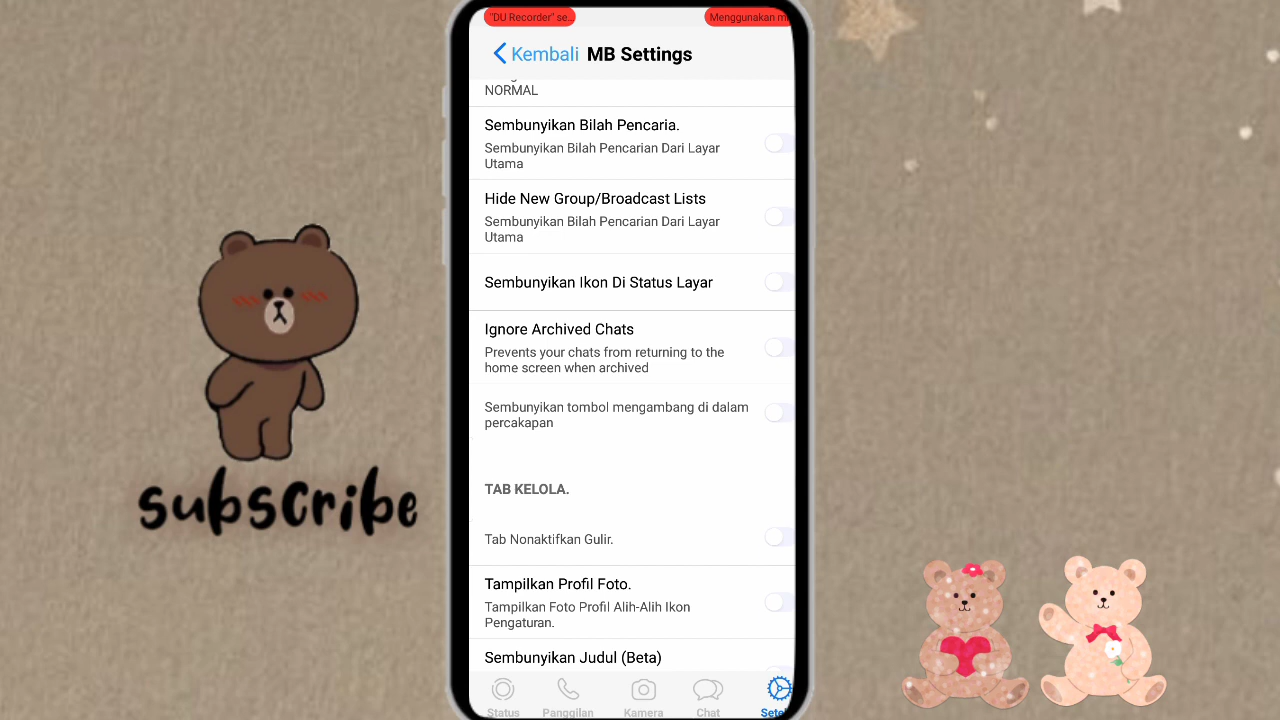 "DU Recorder" se...
Menggunakan m
Kembali MB Settings
NORMAL
Sembunyikan Bilah Pencaria.
Sembunyikan Bilah Pencarian Dari Layar
Utama
Hide New Group/Broadcast Lists
Sembunyikan Bilah Pencarian Dari Layar
Utama
Sembunyikan Ikon Di Status Layar
Ignore Archived Chats
Prevents your chats from returning to the
home screen when archived
Sembunyikan tombol mengambang di dalam
percakapan
TAB KELOLA.
Tab Nonaktifkan Gulir.
Tampilkan Profil Foto.
Tampilkan Foto Profil Alih-Alih Ikon
Pengaturan.
Sembunyikan Judul (Beta)
Status Panggilan Kamera Chat Sete
subscribe